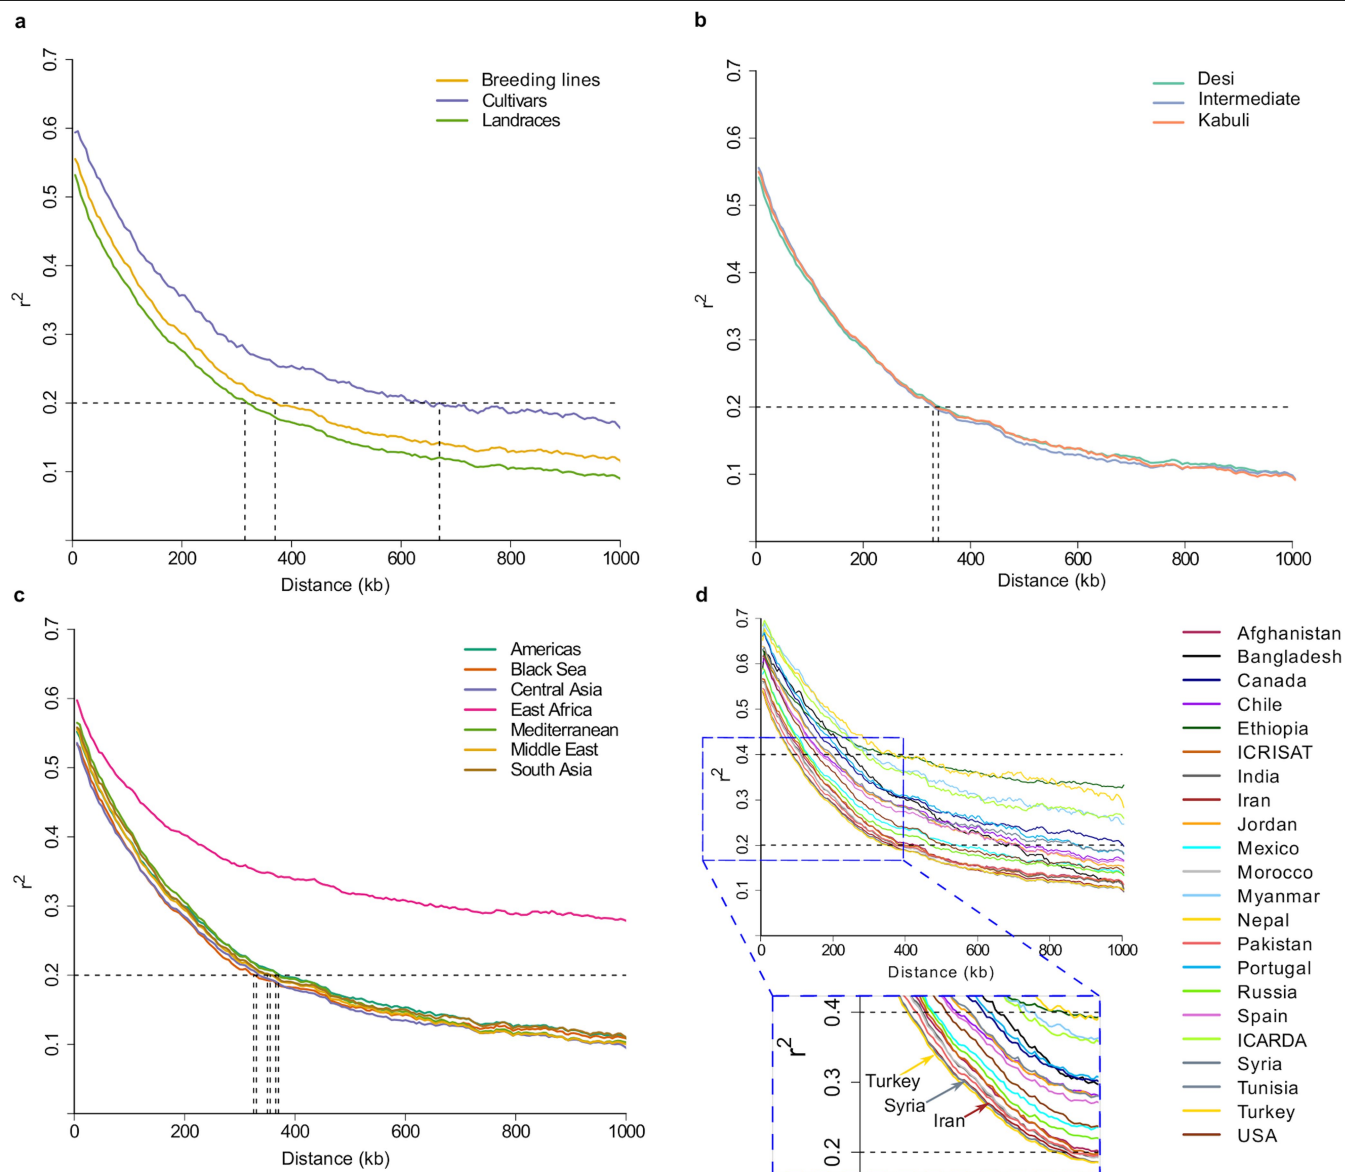 a
0.7
0.6
0.5
0.4
0.3
0.2
0.1
r2
0 200 400 600 800 1000
Distance (kb)
Breeding lines
Cultivars
Landraces
b
0.7
0.6
0.5
0.4
0.3
0.2
0.1
r2
0 200 400 600 800 1000
Distance (kb)
Desi
Intermediate
Kabuli
c
0.7
0.6
0.5
0.4
0.3
0.2
0.1
r2
0 200 400 600 800 1000
Distance (kb)
Americas
Black Sea
Central Asia
East Africa
Mediterranean
Middle East
South Asia
d
0.7
0.6
0.5
0.4
0.3
0.2
0.1
r2
0 200 400 600 800 1000
Distance (kb)
0.4
0.3
0.2
r2
Turkey
Syria
Iran
Afghanistan
Bangladesh
Canada
Chile
Ethiopia
ICRISAT
India
Iran
Jordan
Mexico
Morocco
Myanmar
Nepal
Pakistan
Portugal
Russia
Spain
ICARDA
Syria
Tunisia
Turkey
USA